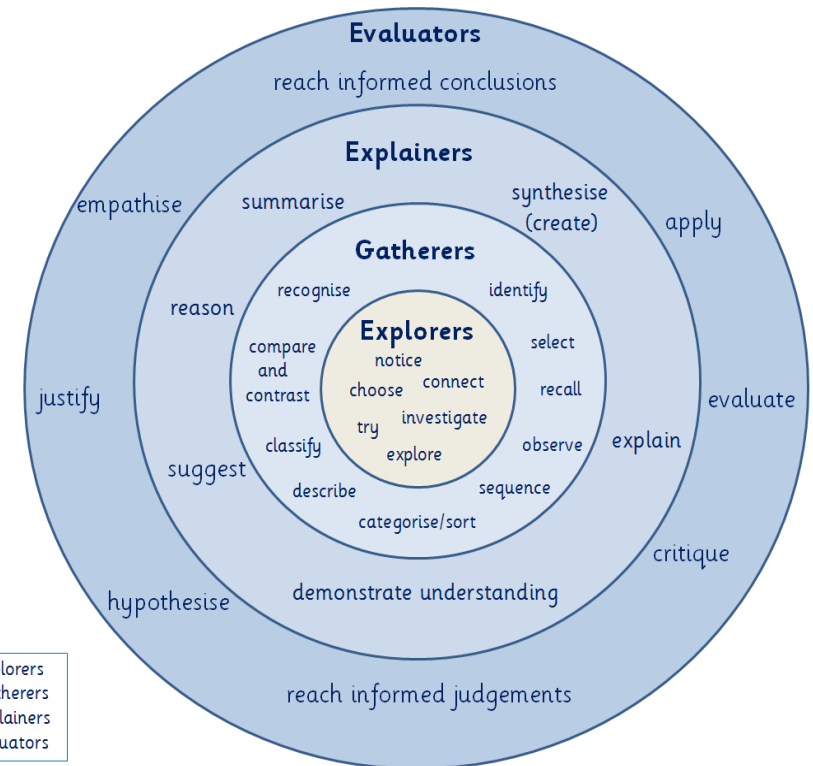 Evaluators
reach informed conclusions
Explainers
empathise
summarise
synthesise
(create)
apply
Gatherers
recognise
identify
reason
Explorers
notice
compare
and
contrast
select
choose
connect
recall
justify
evaluate
try
investigate
classify
explore
observe
explain
suggest
describe
sequence
categorise/sort
critique
hypothesise
demonstrate understanding
lorers
herers
lainers
uators
reach informed judgements